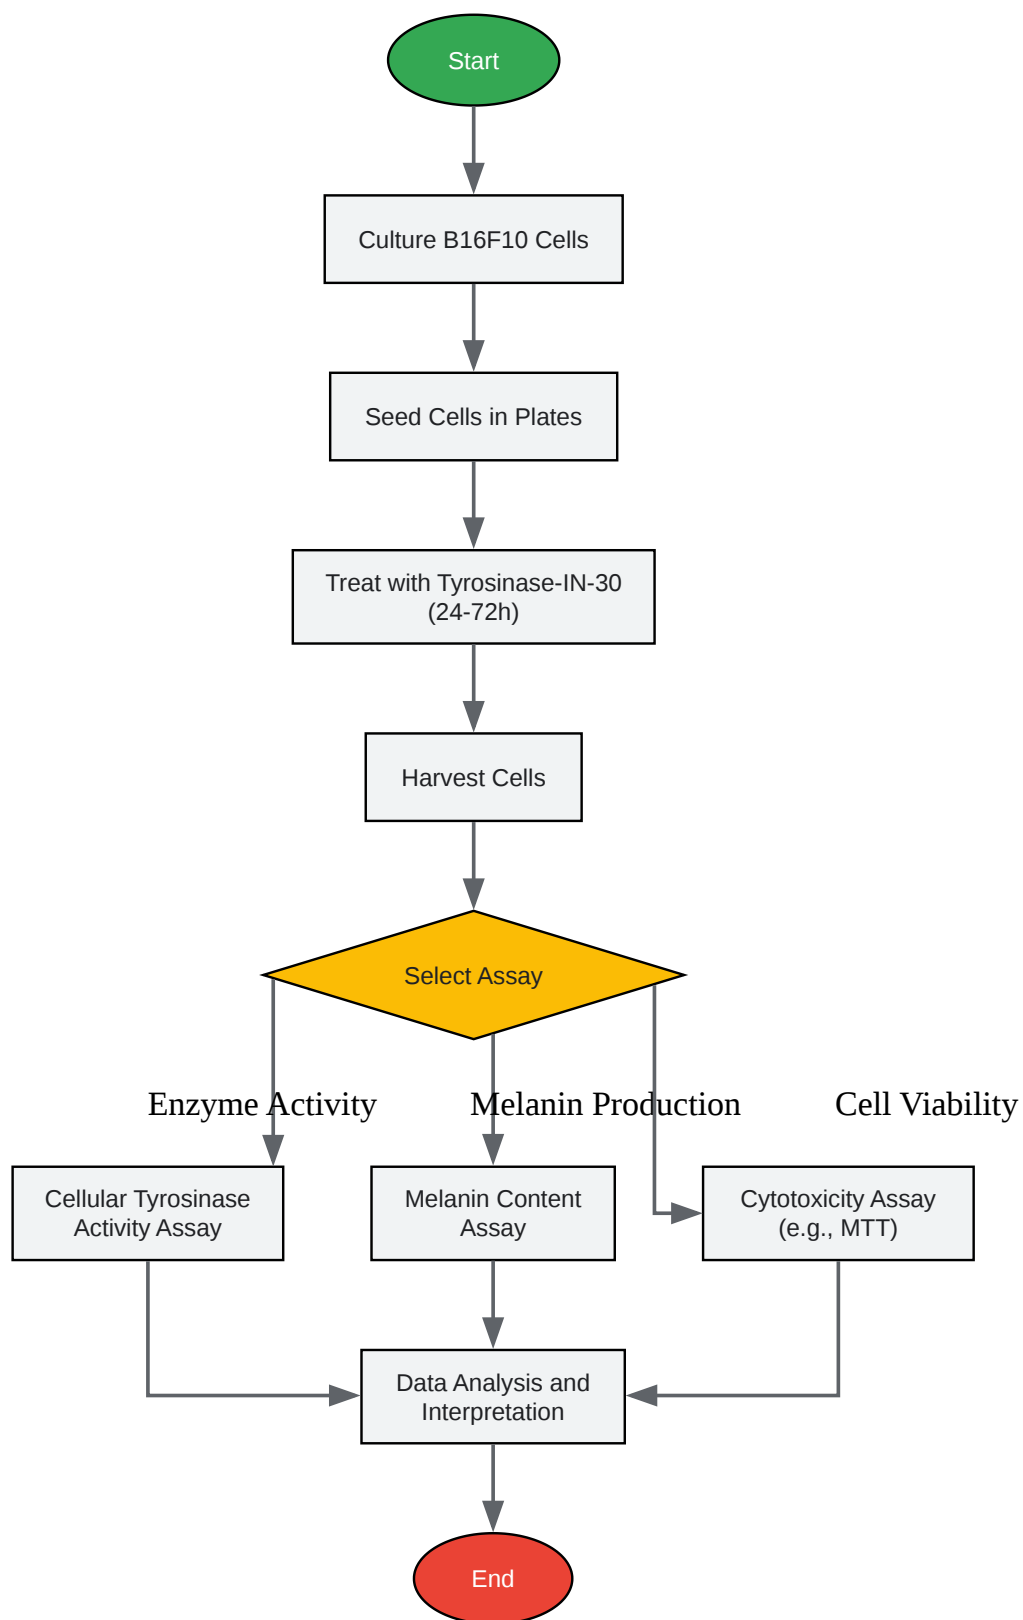 Start
Culture B16F10 Cells
Seed Cells in Plates
Treat with Tyrosinase-IN-30
(24-72h)
Harvest Cells
Select Assay
Enzyme Activity
Melanin Production
Cell Viability
Cellular Tyrosinase
Activity Assay
Melanin Content
Assay
Cytotoxicity Assay
(e.g., MTT)
Data Analysis and
Interpretation
End